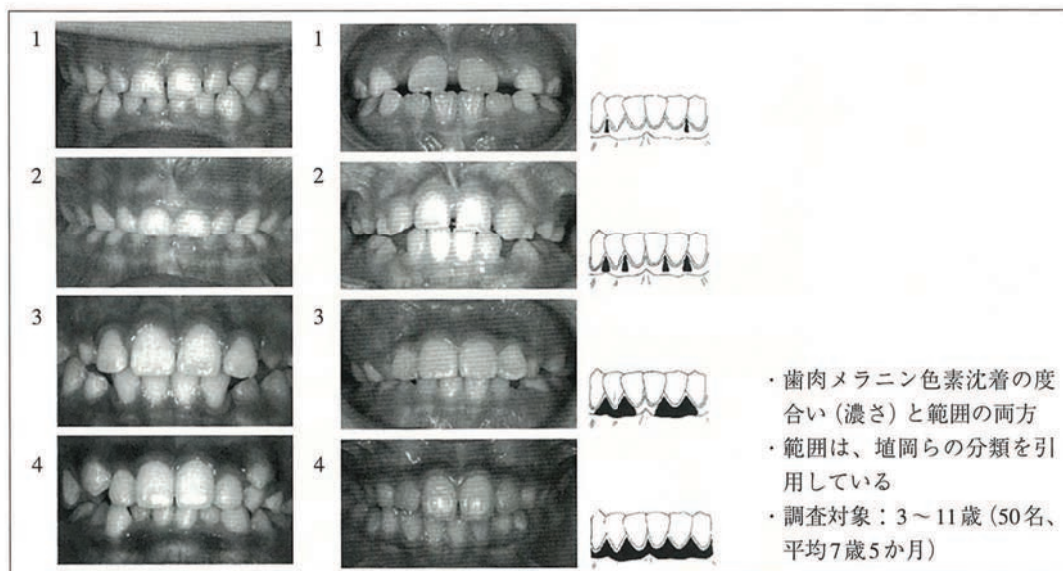 1
1
2
2
3
3
4
4
・歯肉メラニン色素沈着の度
合い（濃さ）と範囲の両方
・範囲は、埴岡らの分類を引
用している
・調査対象：3～11歳（50名、
平均7歳5か月）